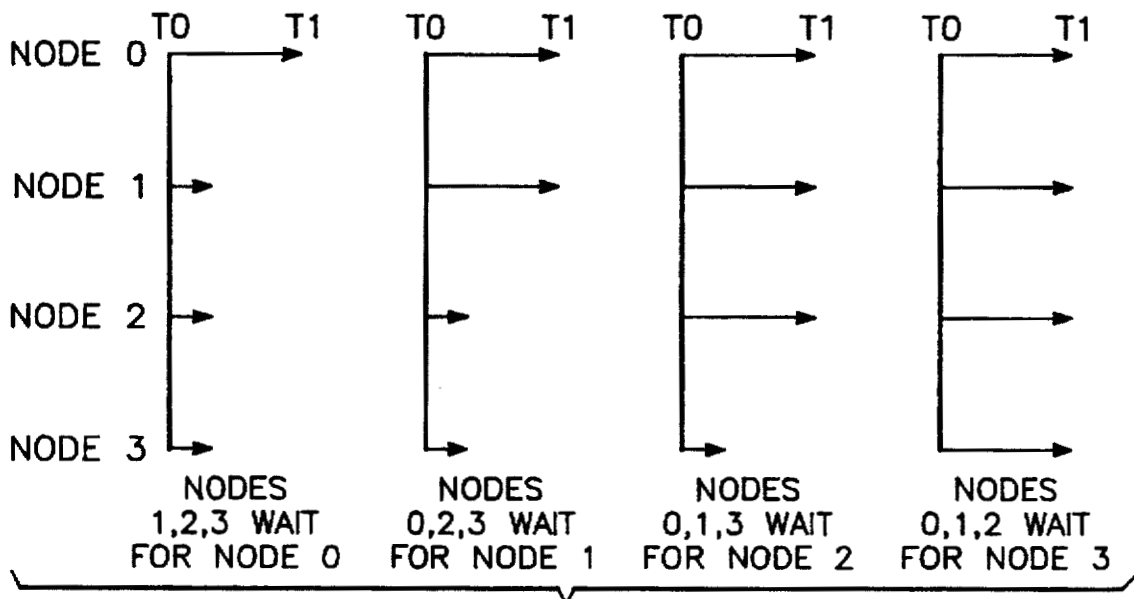 T0 T1 T0 T1 T0 T1 T0 T1
NODE 0
NODE 1
NODE 2
NODE 3
NODES
1,2,3 WAIT
FOR NODE 0
NODES
0,2,3 WAIT
FOR NODE 1
NODES
0,1,3 WAIT
FOR NODE 2
NODES
0,1,2 WAIT
FOR NODE 3